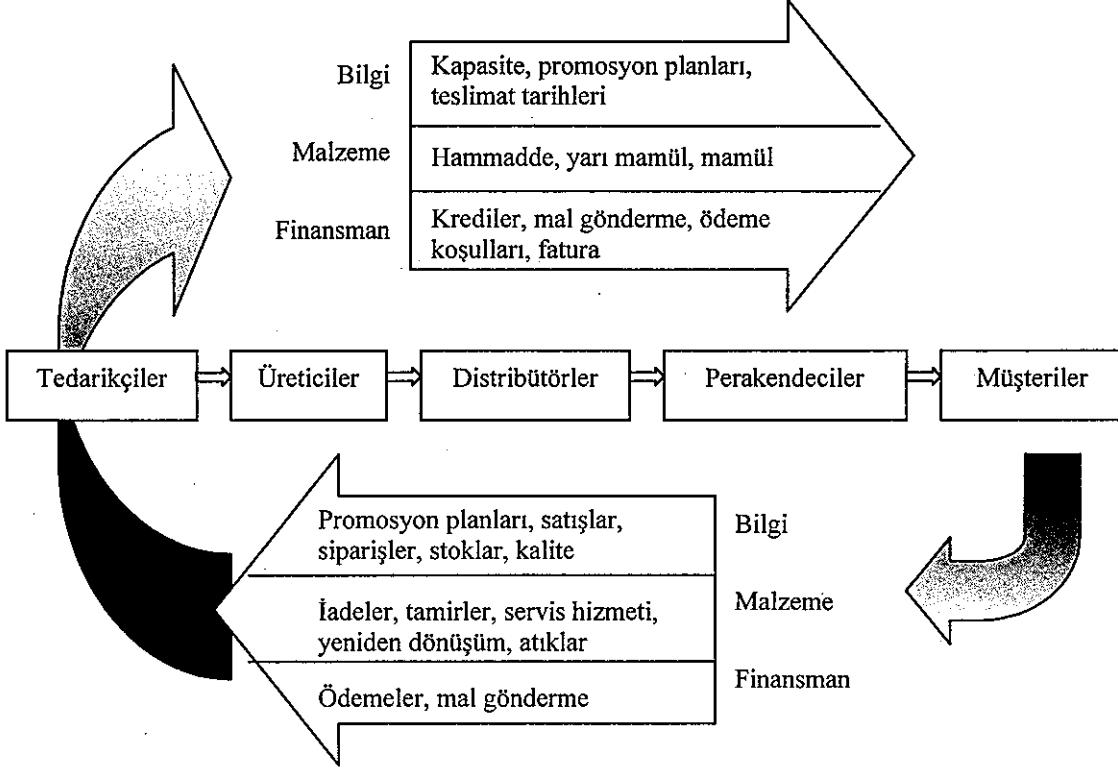 Bilgi
Kapasite, promosyon planları,
teslimat tarihleri
Malzeme
Hammadde, yarı mamül, mamül
Finansman
Krediler, mal gönderme, ödeme
koşulları, fatura
Tedarikçiler
Üreticiler
Distribütörler
Perakendeciler
Müşteriler
Promosyon planları, satışlar,
siparişler, stoklar, kalite
Bilgi
İadeler, tamirler, servis hizmeti,
yeniden dönüşüm, atıklar
Malzeme
Ödemeler, mal gönderme
Finansman